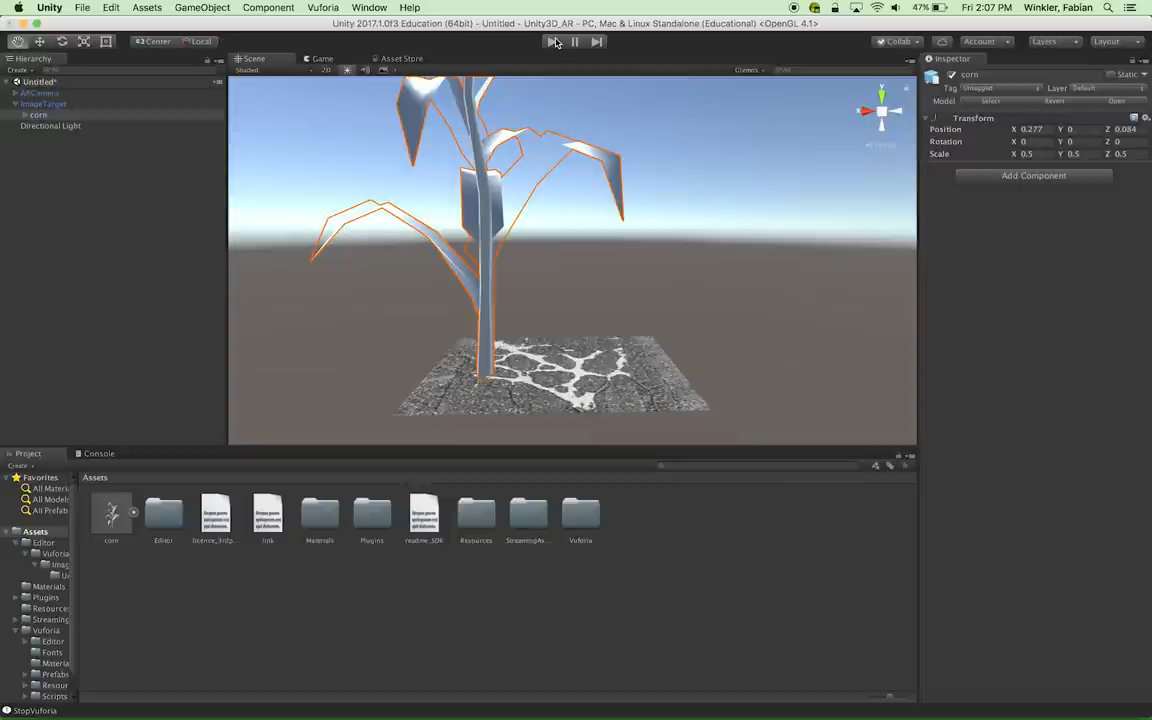 Unity File Edit Assets GameObject Component Vuforia Window Help 47% Fri 2:07 PM Winkler, Fabian
Unity 2017.1.0f3 Education (64bit) - Untitled - Unity3D_AR - PC, Mac & Linux Standalone (Educational) <OpenGL 4.1>
Center Local Collab Account Layers Layout
Hierarchy Scene Game Asset Store Inspector
Create Shaded 2D Gizmos
corn Static
Untitled*
ARCamera
ImageTarget
corn
Directional Light
Tag Untagged Layer Default
Model Select Revert Open
Transform
Position X 0.277 Y 0 Z 0.084
Rotation X 0 Y 0 Z 0
Scale X 0.5 Y 0.5 Z 0.5
Add Component
Project Console
Create
Favorites
All Materi
All Models
All Prefab
Assets
Editor
Vuforia
Imag
Materials
Plugins
Resource
Streaming
Vuforia
Editor
Fonts
Materia
Prefabs
Resour
Scripts
Assets
corn Editor license_3rdp... link Materials Plugins readme_SDK Resources StreamingAs... Vuforia
StopVuforia